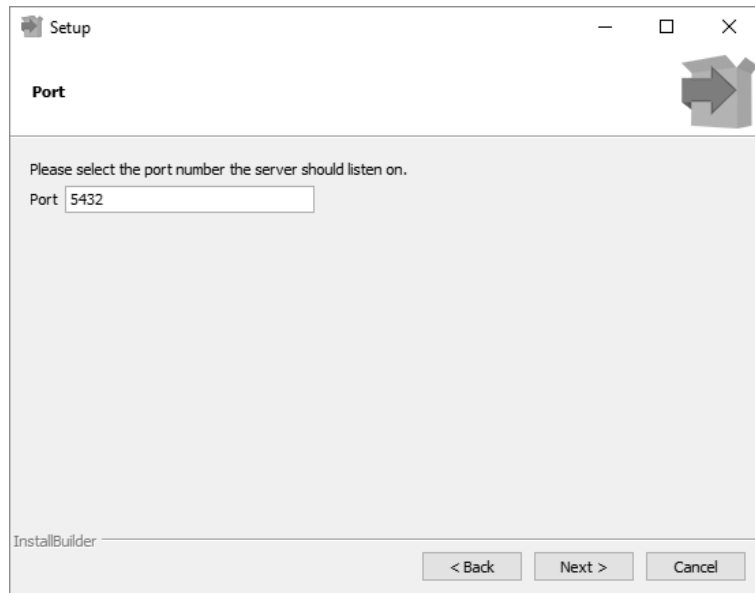 Setup
Port
Please select the port number the server should listen on.
Port 5432
InstallBuilder
< Back Next > Cancel